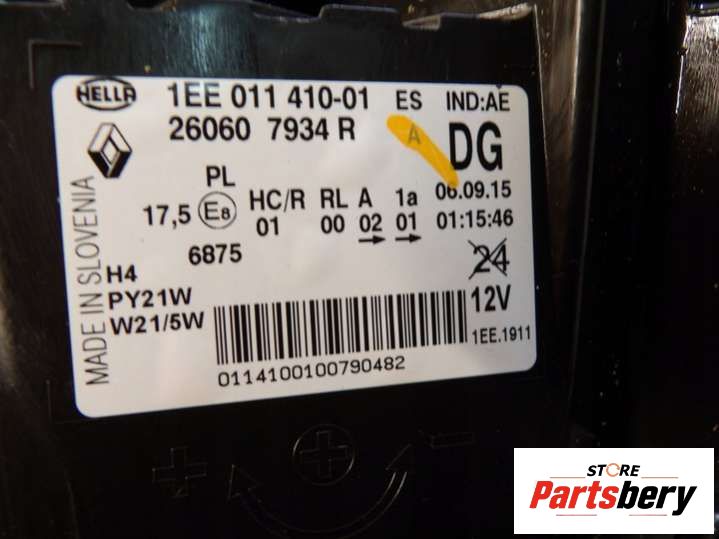 HELLA 1EE 011 410-01 ES IND:AE
26060 7934 R A DG
PL 06.09.15
17,5 E8 HC/R RL A 1a 01:15:46
01 00 02 01
6875 24
H4
PY21W 12V
W21/5W 1EE.1911
0114100100790482
MADE IN SLOVENIA
STORE
Partsbery